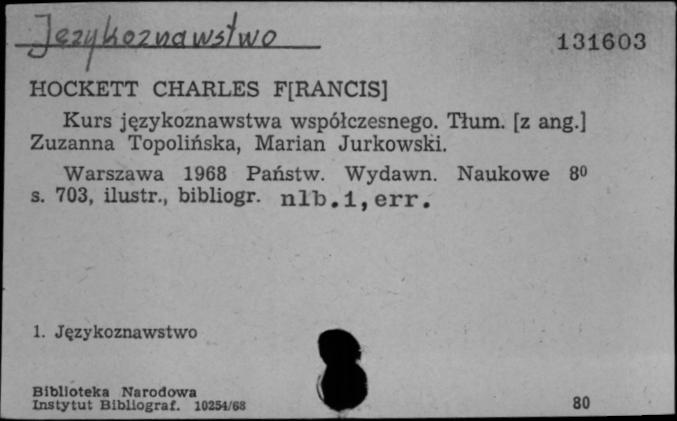 Językoznawstwo
131603
HOCKETT CHARLES F[RANCIS]
Kurs językoznawstwa współczesnego. Tłum. [z ang.]
Zuzanna Topolińska, Marian Jurkowski.
Warszawa 1968 Państw. Wydawn. Naukowe 8⁰
s. 703, ilustr., bibliogr. nlb.1,err.
1. Językoznawstwo
Biblioteka Narodowa
Instytut Bibliograf. 10254/68
80